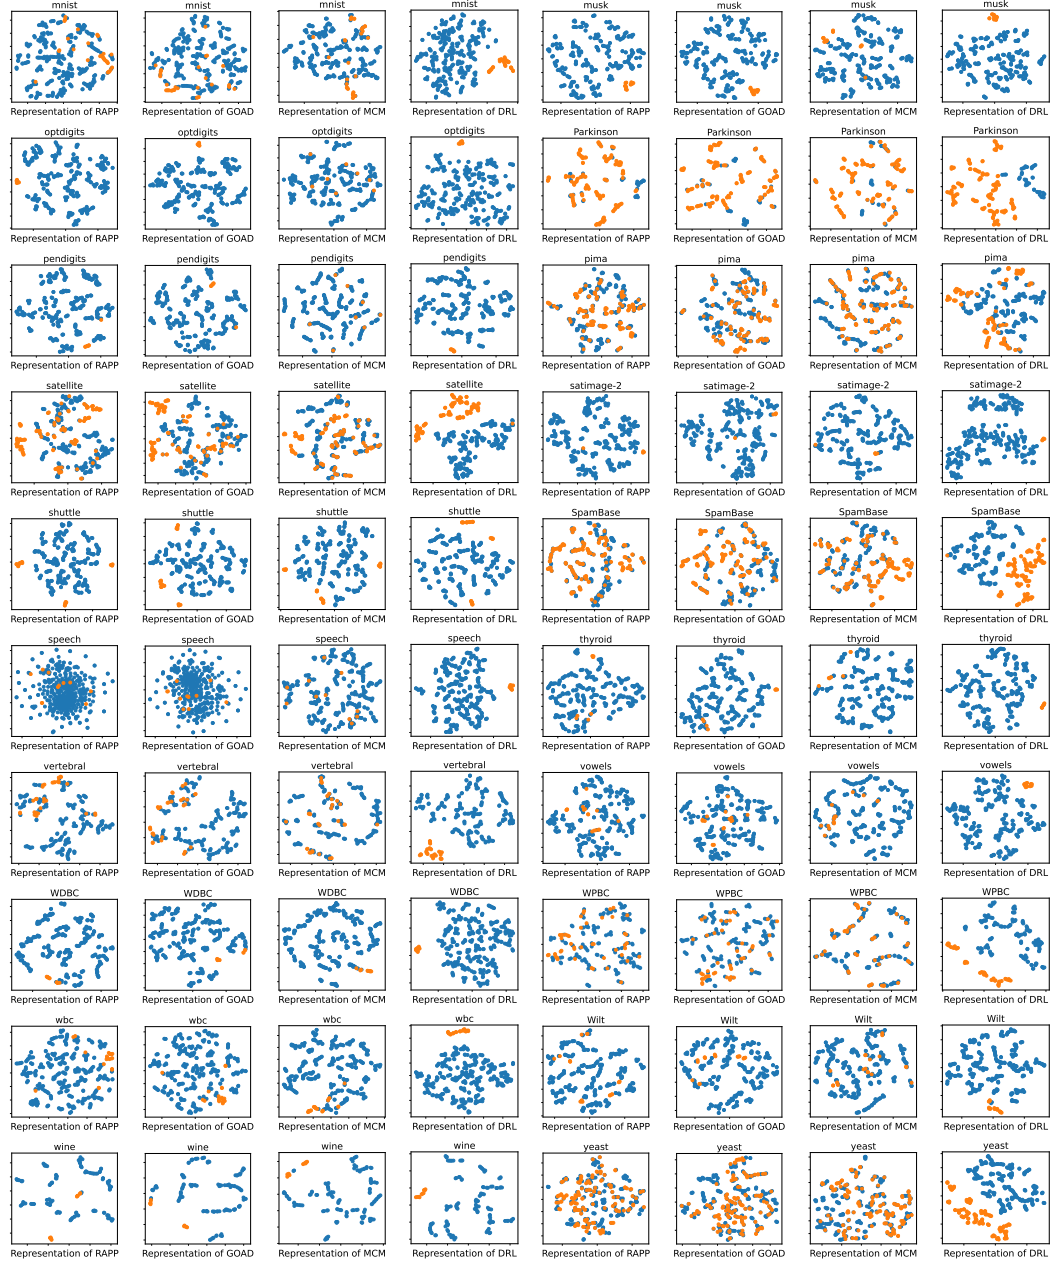 mnist mnist mnist mnist musk musk musk musk
Representation of RAPP Representation of GOAD Representation of MCM Representation of DRL Representation of RAPP Representation of GOAD Representation of MCM Representation of DRL
optdigits optdigits optdigits optdigits Parkinson Parkinson Parkinson Parkinson
Representation of RAPP Representation of GOAD Representation of MCM Representation of DRL Representation of RAPP Representation of GOAD Representation of MCM Representation of DRL
pendigits pendigits pendigits pendigits pima pima pima pima
Representation of RAPP Representation of GOAD Representation of MCM Representation of DRL Representation of RAPP Representation of GOAD Representation of MCM Representation of DRL
satellite satellite satellite satellite satimage-2 satimage-2 satimage-2 satimage-2
Representation of RAPP Representation of GOAD Representation of MCM Representation of DRL Representation of RAPP Representation of GOAD Representation of MCM Representation of DRL
shuttle shuttle shuttle shuttle SpamBase SpamBase SpamBase SpamBase
Representation of RAPP Representation of GOAD Representation of MCM Representation of DRL Representation of RAPP Representation of GOAD Representation of MCM Representation of DRL
speech speech speech speech thyroid thyroid thyroid thyroid
Representation of RAPP Representation of GOAD Representation of MCM Representation of DRL Representation of RAPP Representation of GOAD Representation of MCM Representation of DRL
vertebral vertebral vertebral vertebral vowels vowels vowels vowels
Representation of RAPP Representation of GOAD Representation of MCM Representation of DRL Representation of RAPP Representation of GOAD Representation of MCM Representation of DRL
WDBC WDBC WDBC WDBC WPBC WPBC WPBC WPBC
Representation of RAPP Representation of GOAD Representation of MCM Representation of DRL Representation of RAPP Representation of GOAD Representation of MCM Representation of DRL
wbc wbc wbc wbc Wilt Wilt Wilt Wilt
Representation of RAPP Representation of GOAD Representation of MCM Representation of DRL Representation of RAPP Representation of GOAD Representation of MCM Representation of DRL
wine wine wine wine yeast yeast yeast yeast
Representation of RAPP Representation of GOAD Representation of MCM Representation of DRL Representation of RAPP Representation of GOAD Representation of MCM Representation of DRL